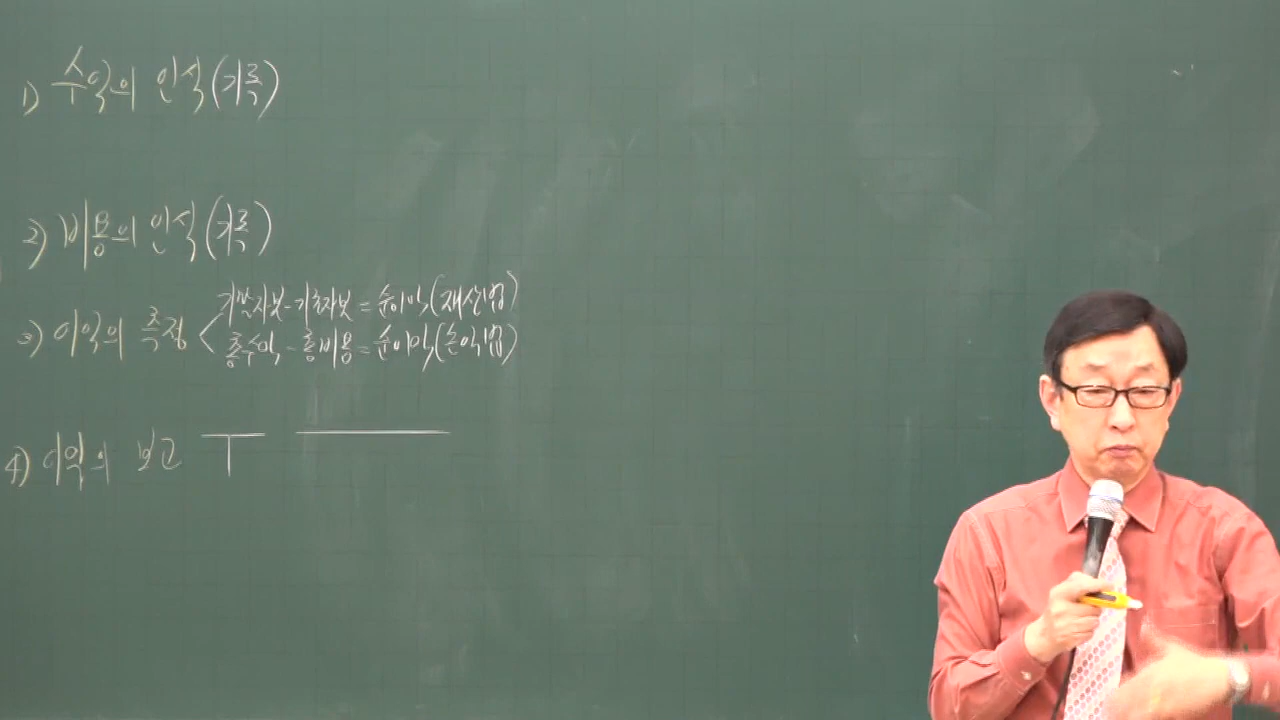 1) 수익의 인식(기록)
2) 비용의 인식(기록)
3) 이익의 측정 < 기말자본-기초자본=순이익(재산법)
총수익-총비용=순이익(손익법)
4) 이익의 보고